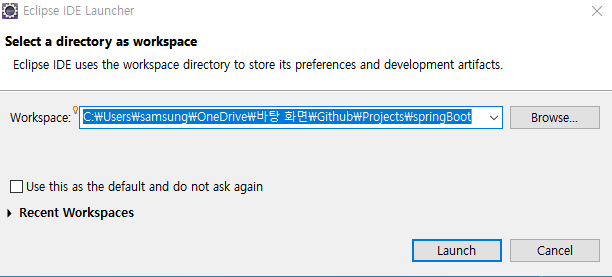 Eclipse IDE Launcher
Select a directory as workspace
Eclipse IDE uses the workspace directory to store its preferences and development artifacts.
Workspace: C:₩Users₩samsung₩OneDrive₩바탕 화면₩Github₩Projects₩springBoot Browse...
Use this as the default and do not ask again
Recent Workspaces
Launch Cancel